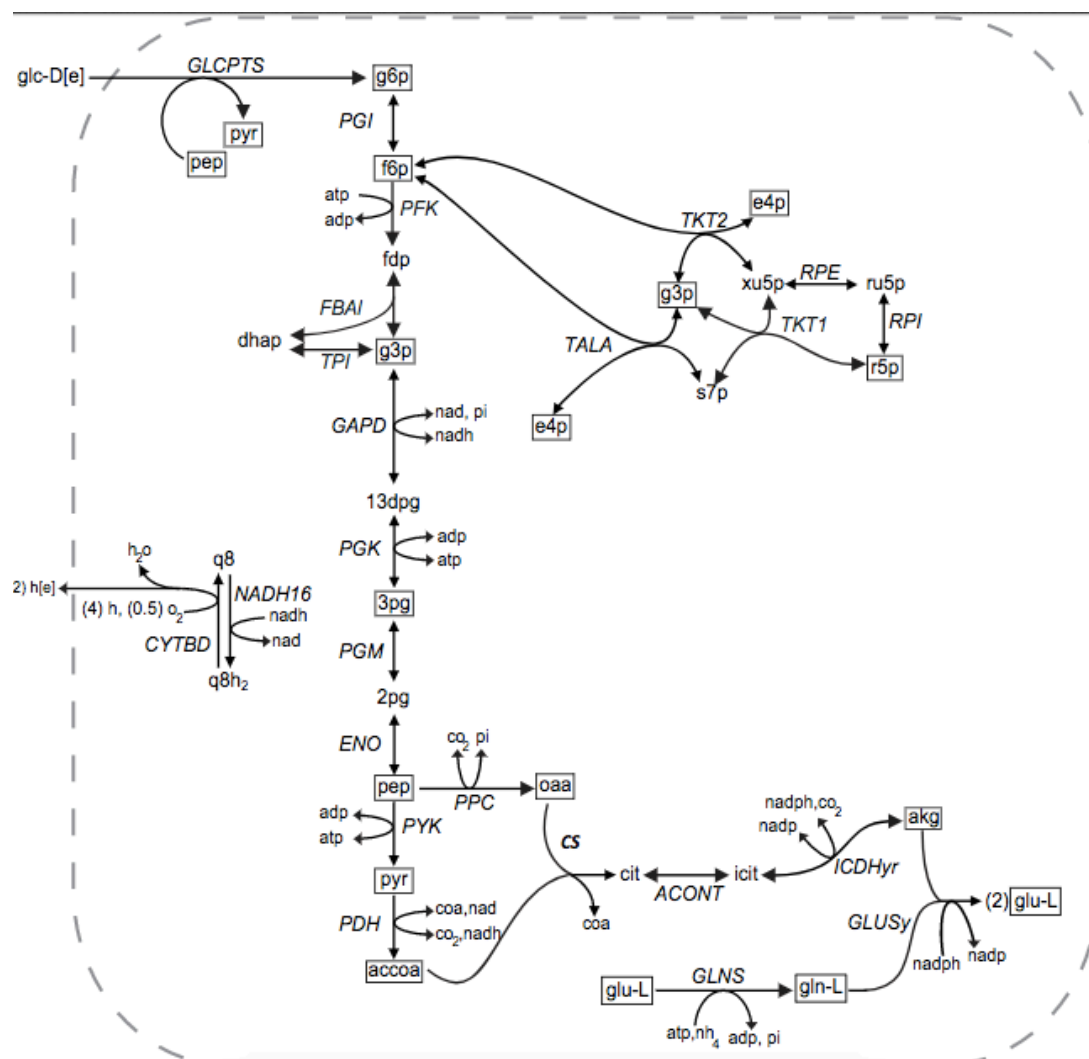 glc-D[e]
GLCPTS
g6p
pyr
pep
PGI
f6p
atp
adp
PFK
fdp
FBAI
dhap
TPI
g3p
TKT2
e4p
g3p
xu5p
RPE
ru5p
TKT1
RPI
r5p
TALA
s7p
e4p
GAPD
nad, pi
nadh
13dpg
PGK
adp
atp
3pg
h₂o
q8
2) h[e]
NADH16
(4) h, (0.5) o₂
nadh
CYTBD
nad
q8h₂
PGM
2pg
ENO
co₂ pi
pep
PPC
oaa
adp
atp
PYK
CS
nadph,co₂
nadp
akg
pyr
cit
ACONT
icit
ICDHyr
PDH
coa,nad
co₂,nadh
coa
accoa
(2) glu-L
GLUSy
nadph
nadp
glu-L
GLNS
gln-L
atp,nh₄
adp, pi